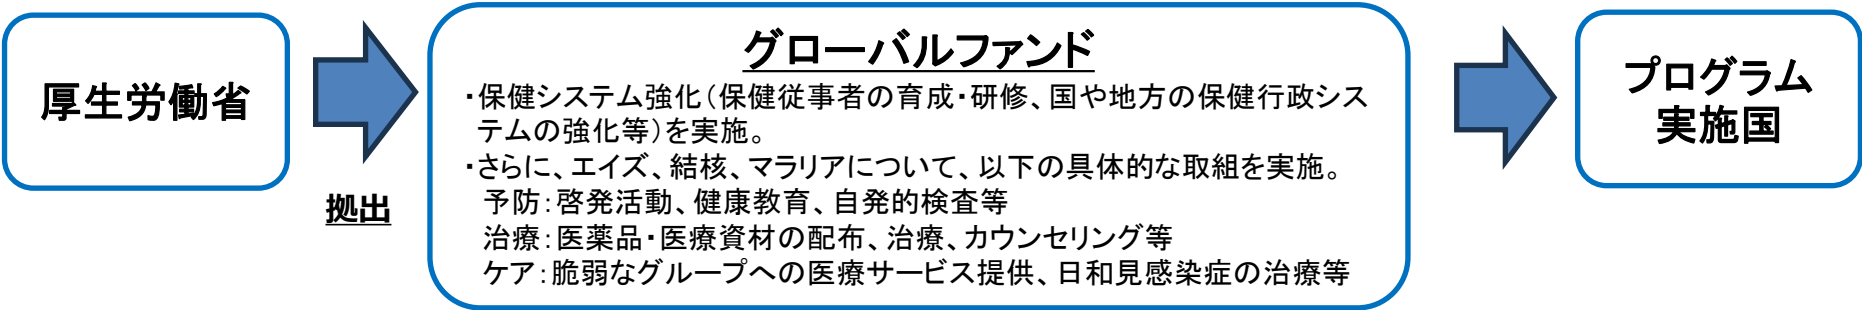 厚生労働省
拠出
グローバルファンド
・保健システム強化（保健従事者の育成・研修、国や地方の保健行政シス
テムの強化等）を実施。
・さらに、エイズ、結核、マラリアについて、以下の具体的な取組を実施。
予防：啓発活動、健康教育、自発的検査等
治療：医薬品・医療資材の配布、治療、カウンセリング等
ケア：脆弱なグループへの医療サービス提供、日和見感染症の治療等
プログラム
実施国